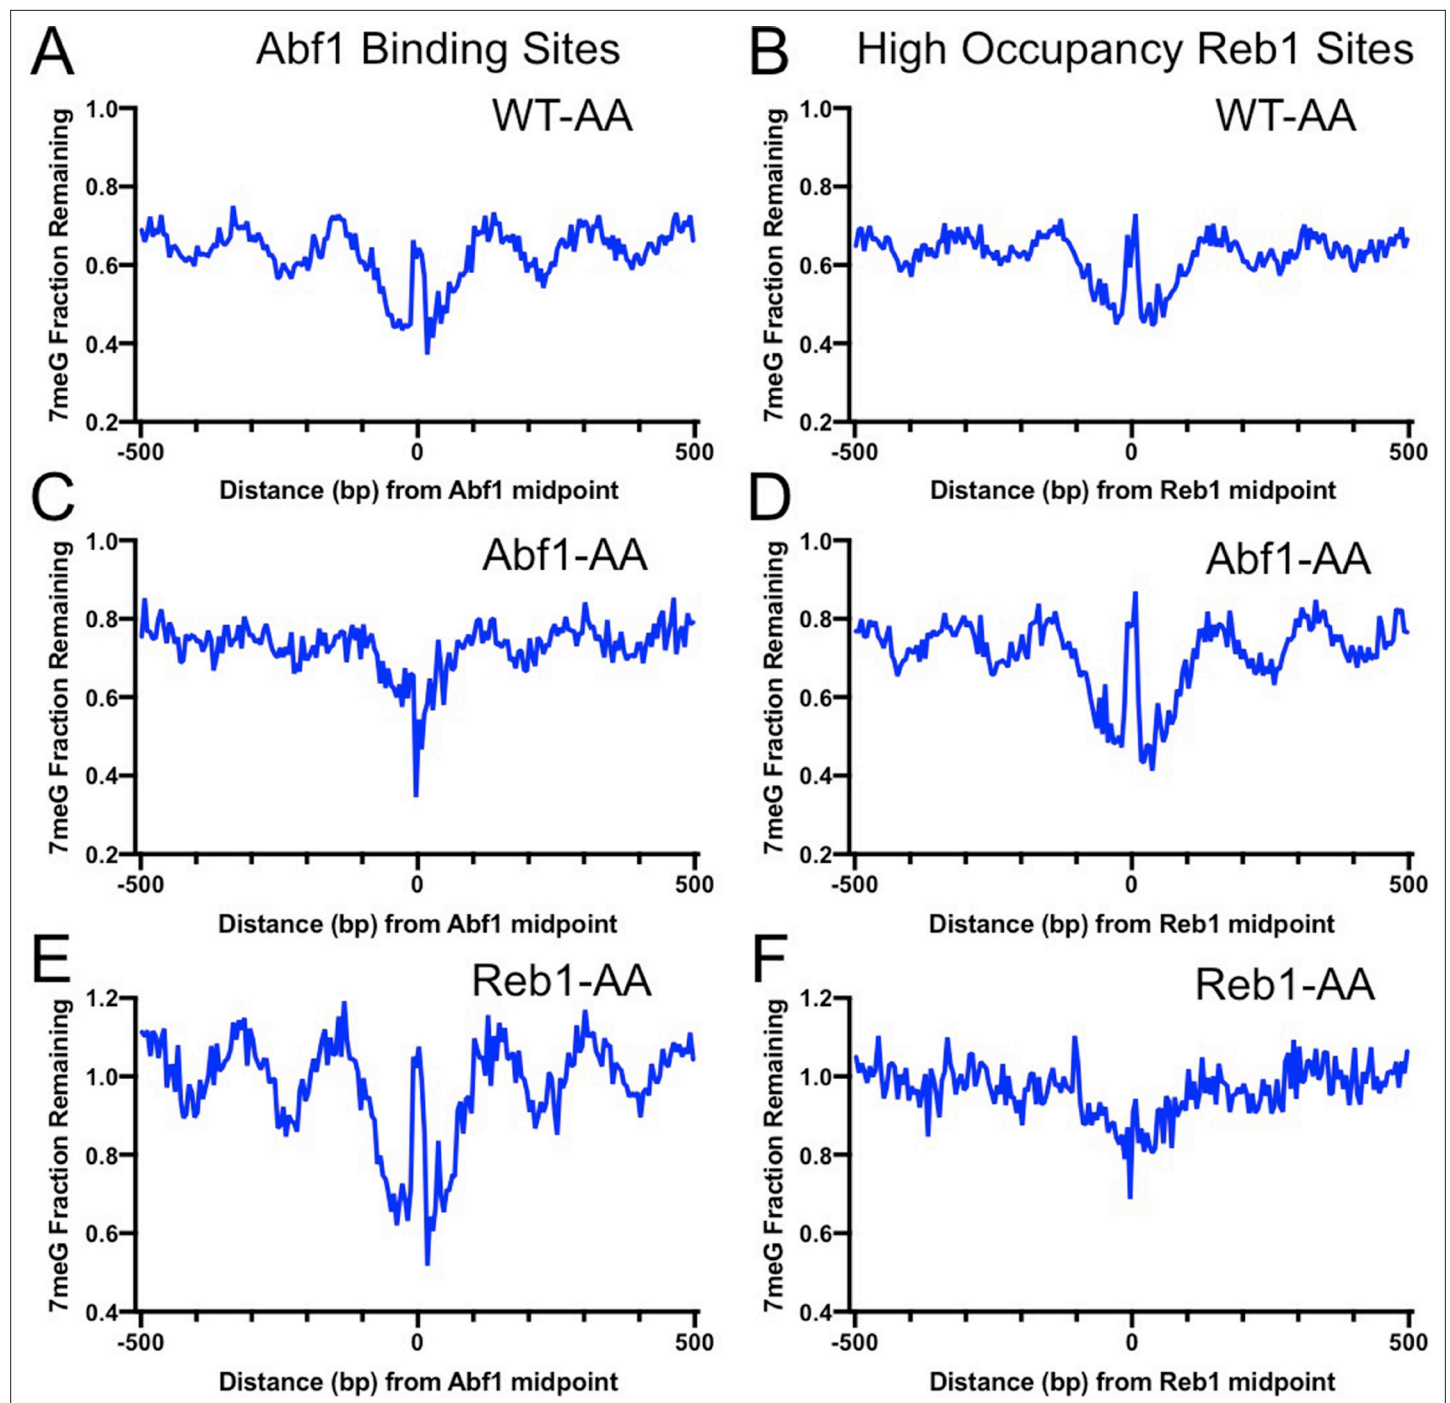 A
Abf1 Binding Sites
WT-AA
7meG Fraction Remaining
1.0
0.8
0.6
0.4
0.2
-500
0
500
Distance (bp) from Abf1 midpoint
B
High Occupancy Reb1 Sites
WT-AA
7meG Fraction Remaining
1.0
0.8
0.6
0.4
0.2
-500
0
500
Distance (bp) from Reb1 midpoint
C
Abf1-AA
7meG Fraction Remaining
1.0
0.8
0.6
0.4
0.2
-500
0
500
Distance (bp) from Abf1 midpoint
D
Abf1-AA
7meG Fraction Remaining
1.0
0.8
0.6
0.4
0.2
-500
0
500
Distance (bp) from Reb1 midpoint
E
Reb1-AA
7meG Fraction Remaining
1.2
1.0
0.8
0.6
0.4
-500
0
500
Distance (bp) from Abf1 midpoint
F
Reb1-AA
7meG Fraction Remaining
1.2
1.0
0.8
0.6
0.4
-500
0
500
Distance (bp) from Reb1 midpoint